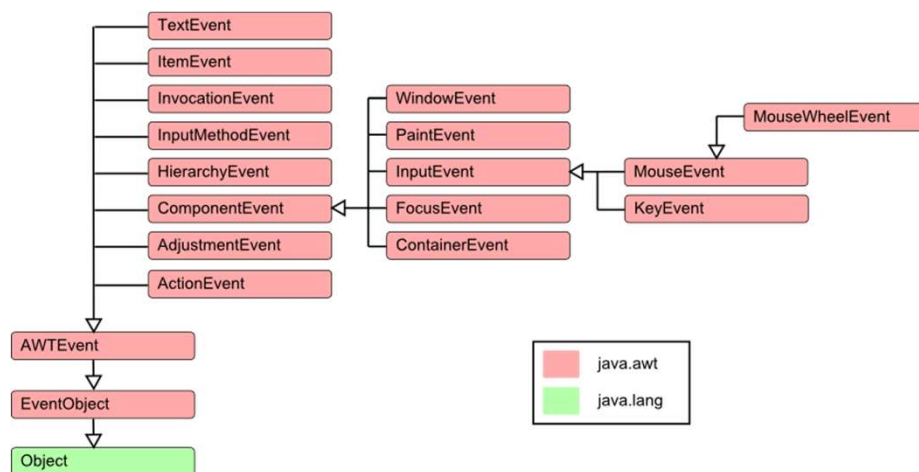 TextEvent
ItemEvent
InvocationEvent
InputMethodEvent
HierarchyEvent
ComponentEvent
AdjustmentEvent
ActionEvent
WindowEvent
PaintEvent
InputEvent
FocusEvent
ContainerEvent
MouseWheelEvent
MouseEvent
KeyEvent
AWTEvent
EventObject
Object
java.awt
java.lang